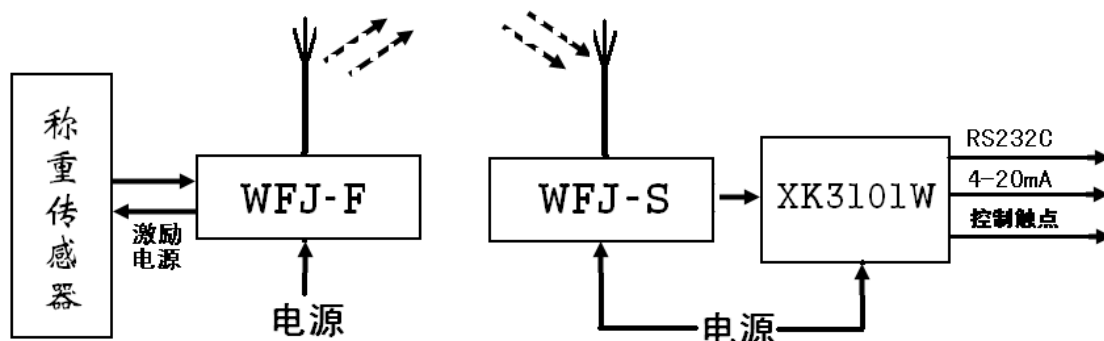 称重传感器
激励
电源
WFJ-F
电源
WFJ-S
XK3101W
电源
RS232C
4-20mA
控制触点